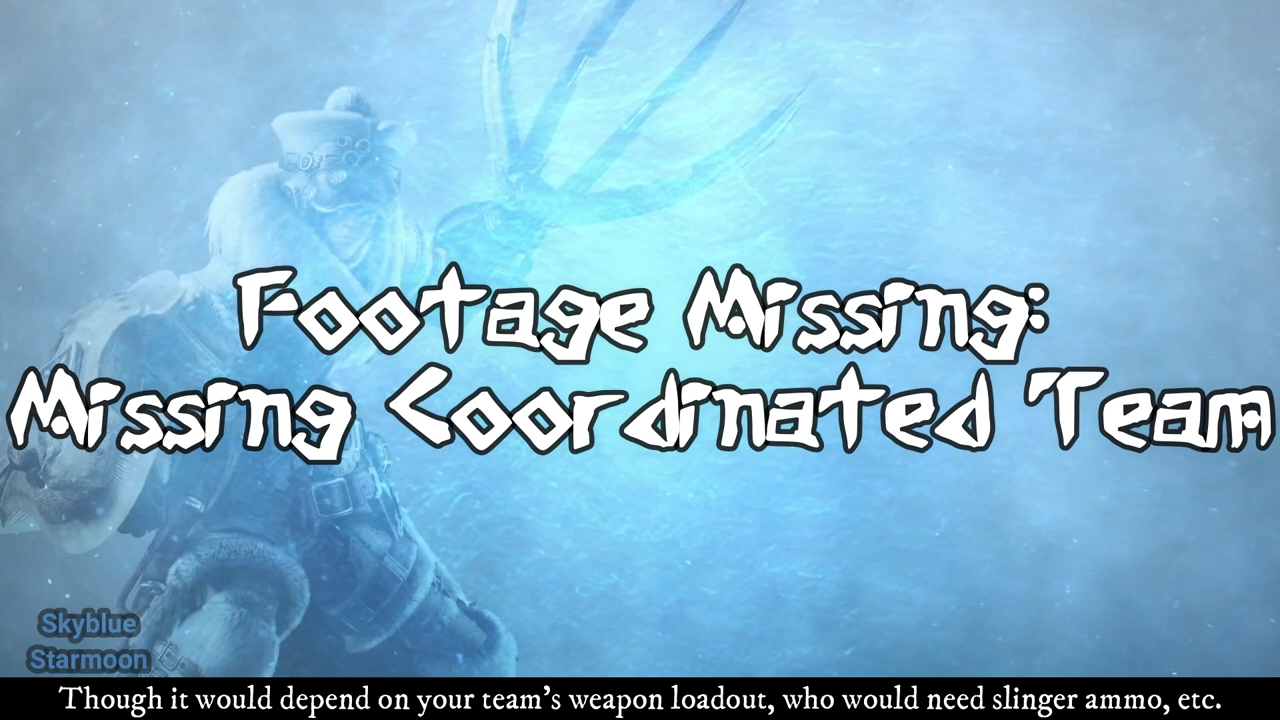 Footage Missing:
Missing Coordinated Team
Skyblue
Starmoon
Though it would depend on your team's weapon loadout, who would need slinger ammo, etc.